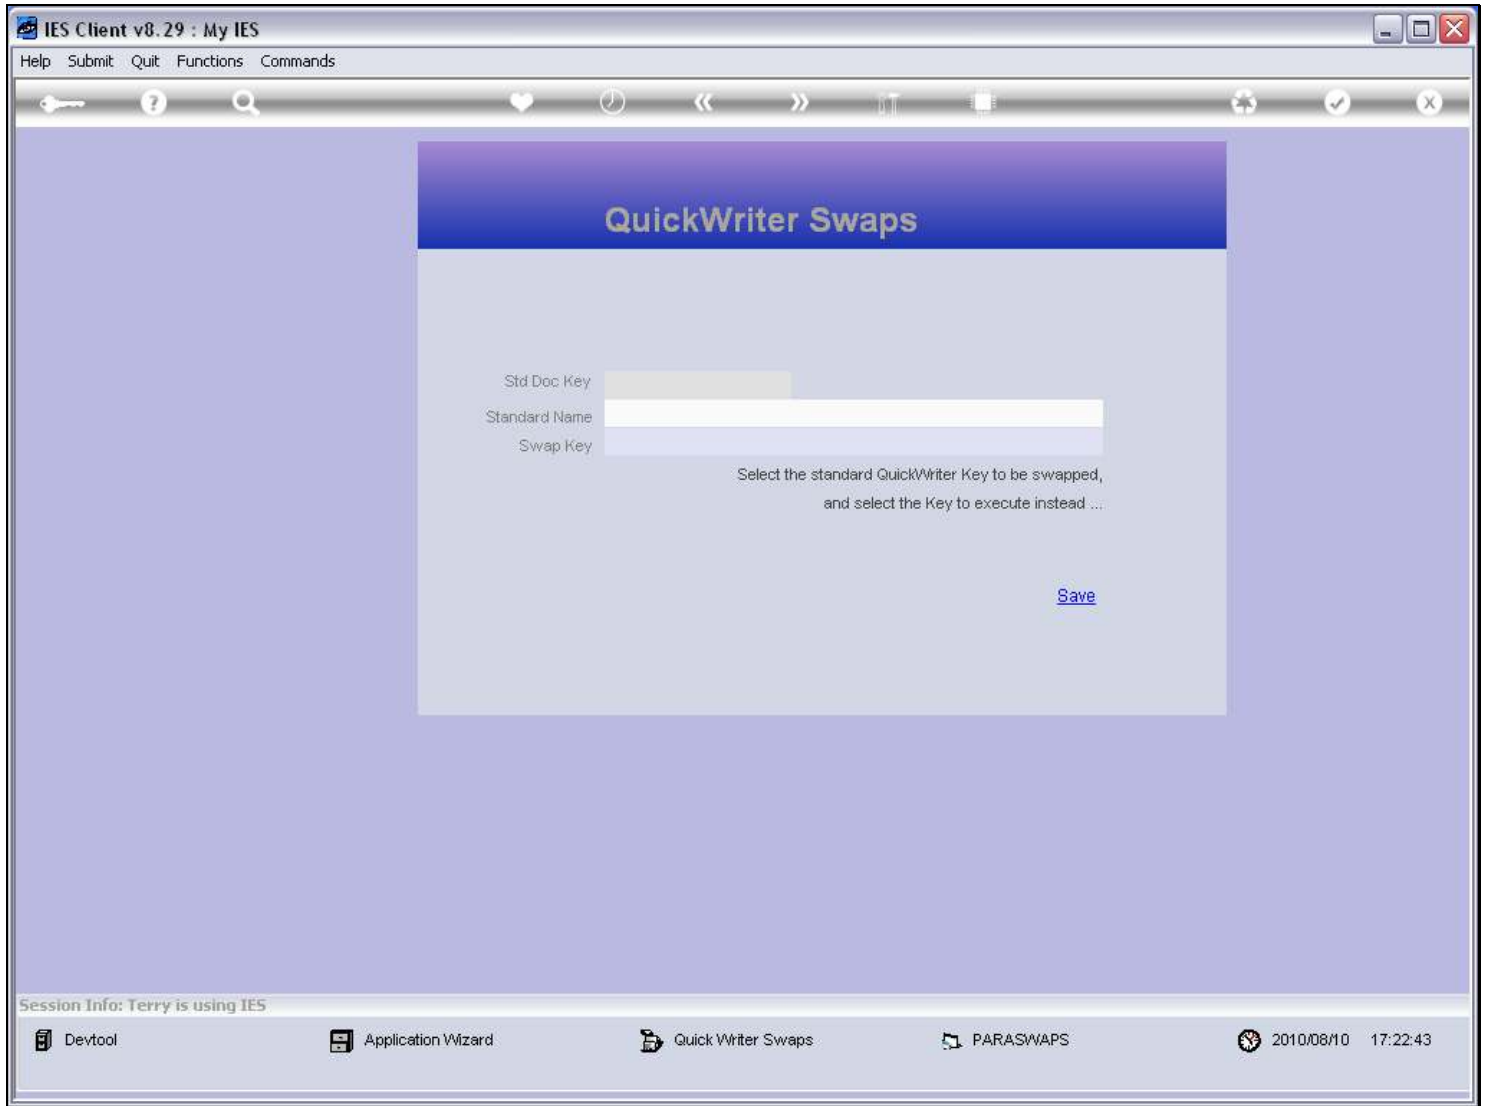 IES Client v8.29 : My IES
Help Submit Quit Functions Commands
QuickWriter Swaps
Std Doc Key
Standard Name
Swap Key
Select the standard QuickWriter Key to be swapped,
and select the Key to execute instead ...
Save
Session Info: Terry is using IES
Devtool Application Wizard Quick Writer Swaps PARASWAPS 2010/08/10 17:22:43